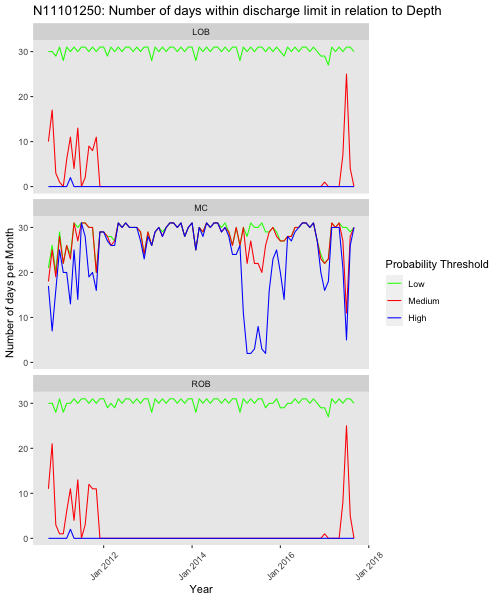 N11101250: Number of days within discharge limit in relation to Depth
LOB
30
20
10
0
MC
30
20
10
0
ROB
30
20
10
0
Number of days per Month
Jan 2012
Jan 2014
Jan 2016
Jan 2018
Year
Probability Threshold
Low
Medium
High